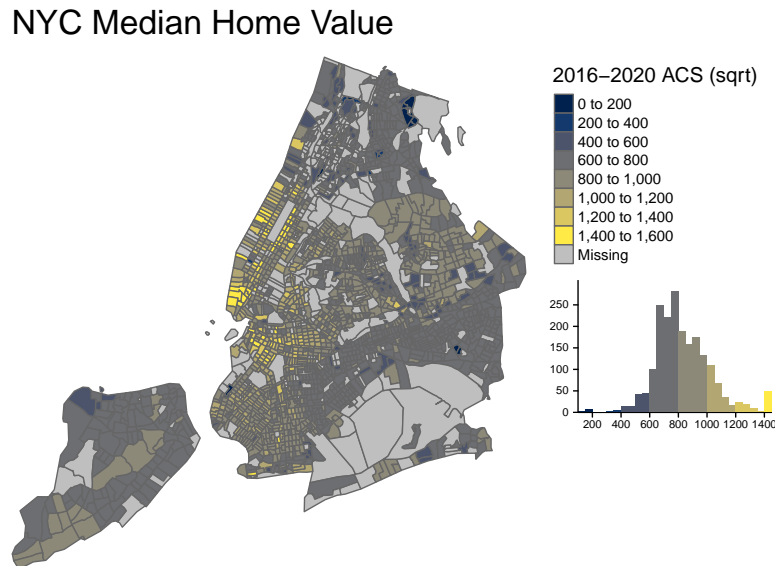 NYC Median Home Value
2016–2020 ACS (sqrt)
0 to 200
200 to 400
400 to 600
600 to 800
800 to 1,000
1,000 to 1,200
1,200 to 1,400
1,400 to 1,600
Missing
250
200
150
100
50
0
200 400 600 800 1000 1200 1400